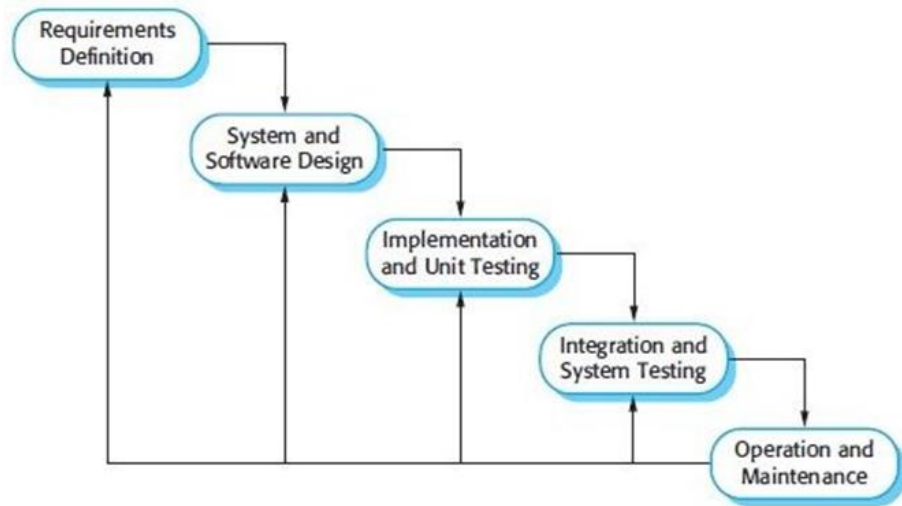 Requirements
Definition
System and
Software Design
Implementation
and Unit Testing
Integration and
System Testing
Operation and
Maintenance